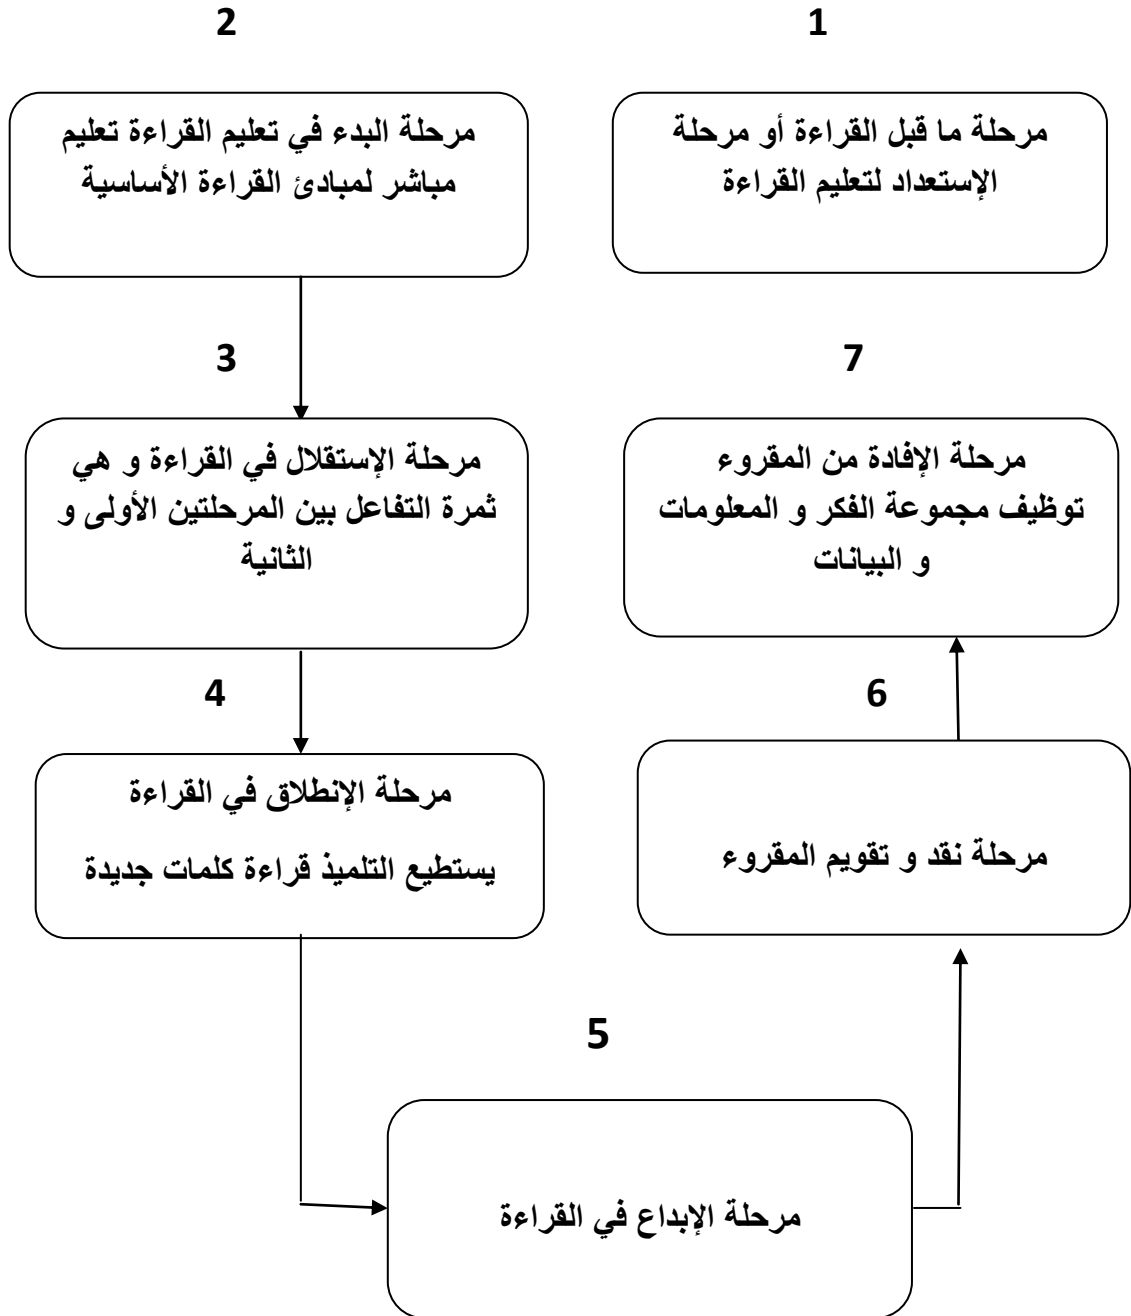 1
مرحلة ما قبل القراءة أو مرحلة
الإستعداد لتعليم القراءة
2
مرحلة البدء في تعليم القراءة تعليم
مباشر لمبادئ القراءة الأساسية
3
مرحلة الإستقلال في القراءة و هي
ثمرة التفاعل بين المرحلتين الأولى و
الثانية
4
مرحلة الإنطلاق في القراءة
يستطيع التلميذ قراءة كلمات جديدة
5
مرحلة الإبداع في القراءة
6
مرحلة نقد و تقويم المقروء
7
مرحلة الإفادة من المقروء
توظيف مجموعة الفكر و المعلومات
و البيانات